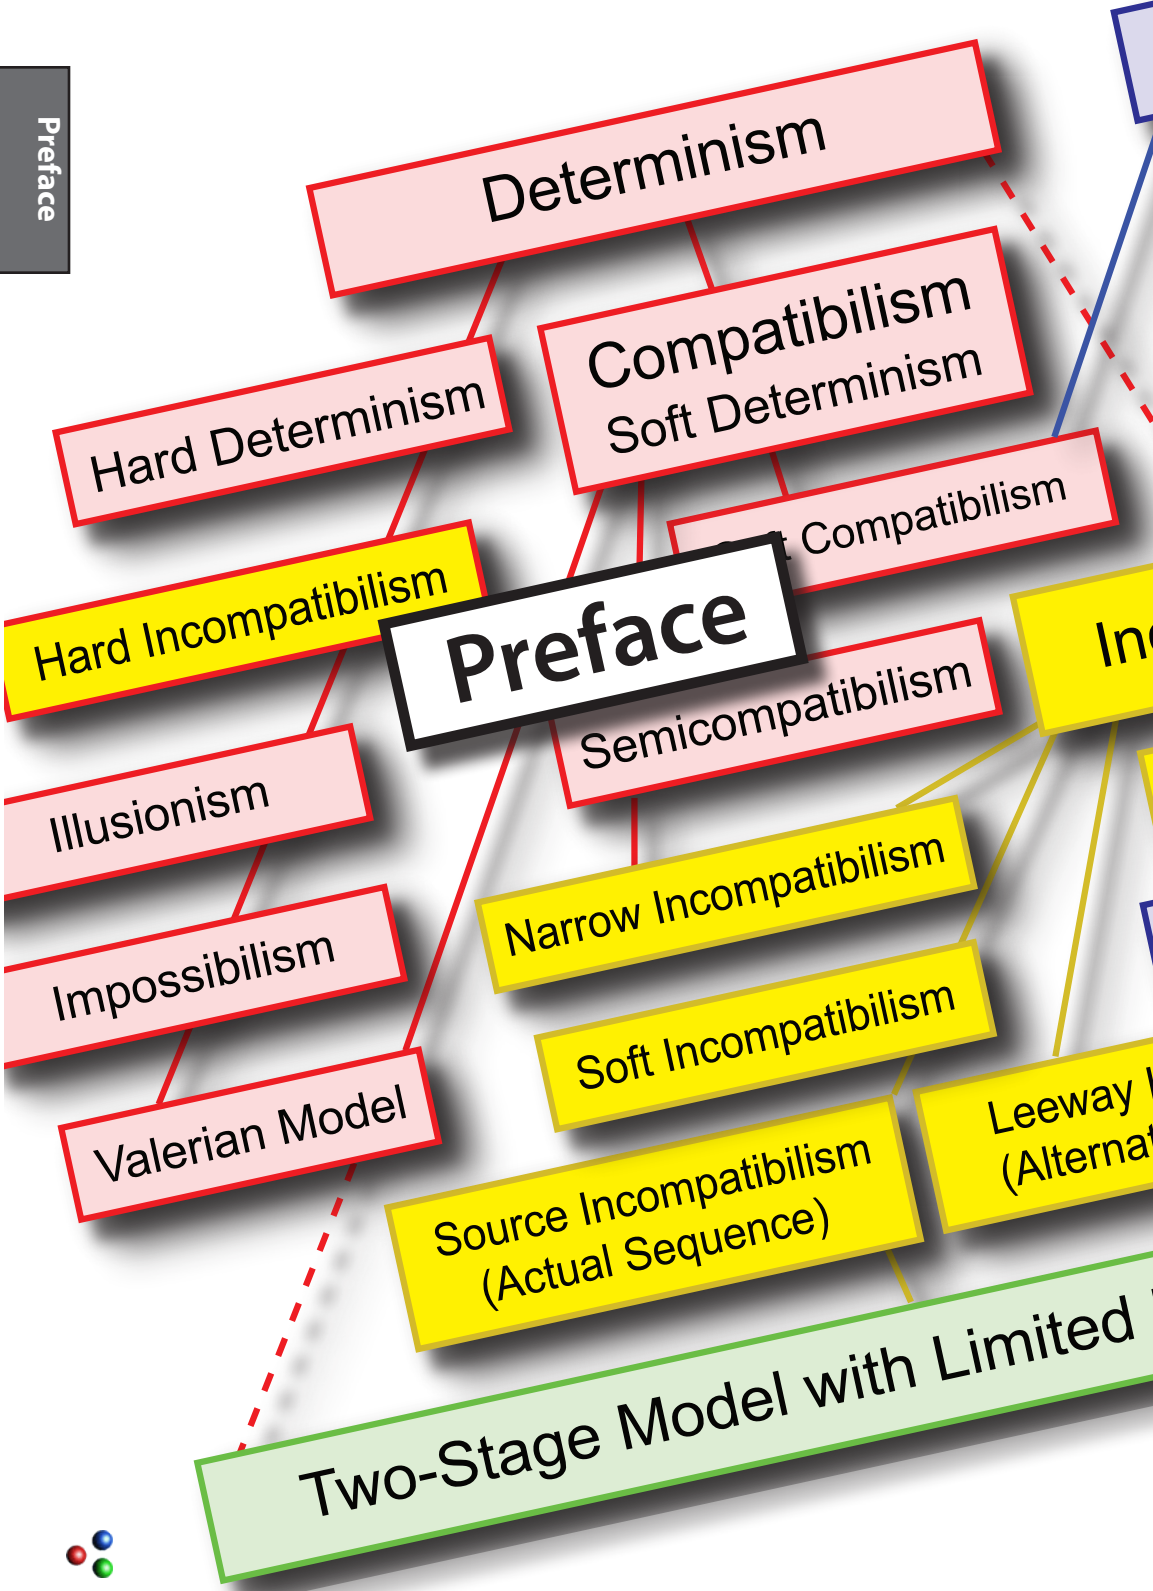 Preface
Determinism
Compatibilism
Soft Determinism
Hard Determinism
Compatibilism
Hard Incompatibilism
Preface
Semicompatibilism
Illusionism
Narrow Incompatibilism
Impossibilism
Soft Incompatibilism
Valerian Model
Leeway
Source Incompatibilism
(Actual Sequence)
Two-Stage Model with Limited